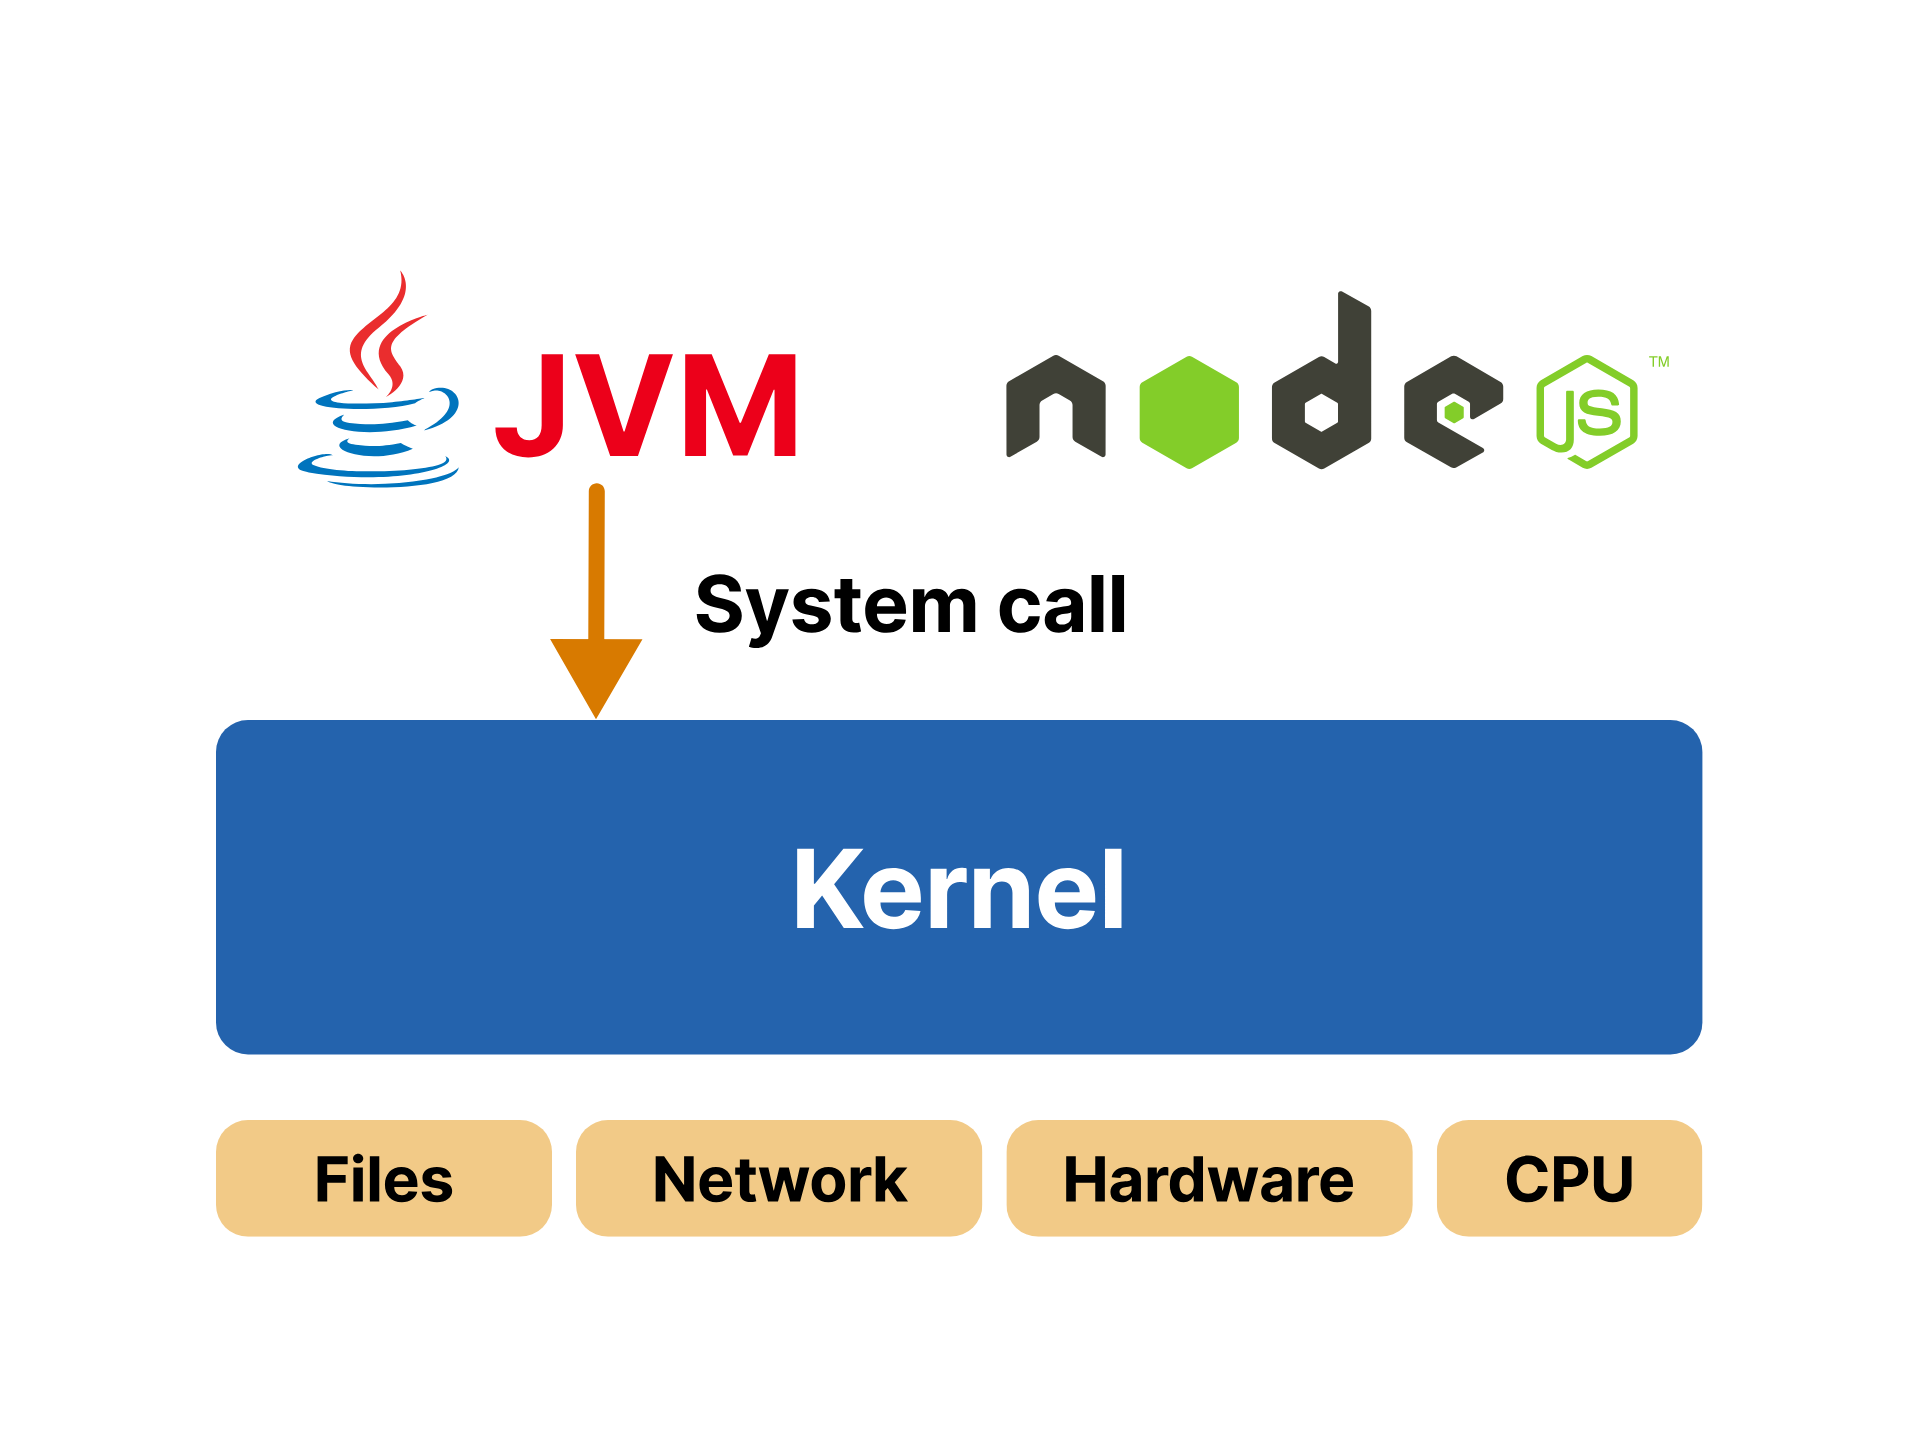 JVM
node JS ™
System call
Kernel
Files
Network
Hardware
CPU